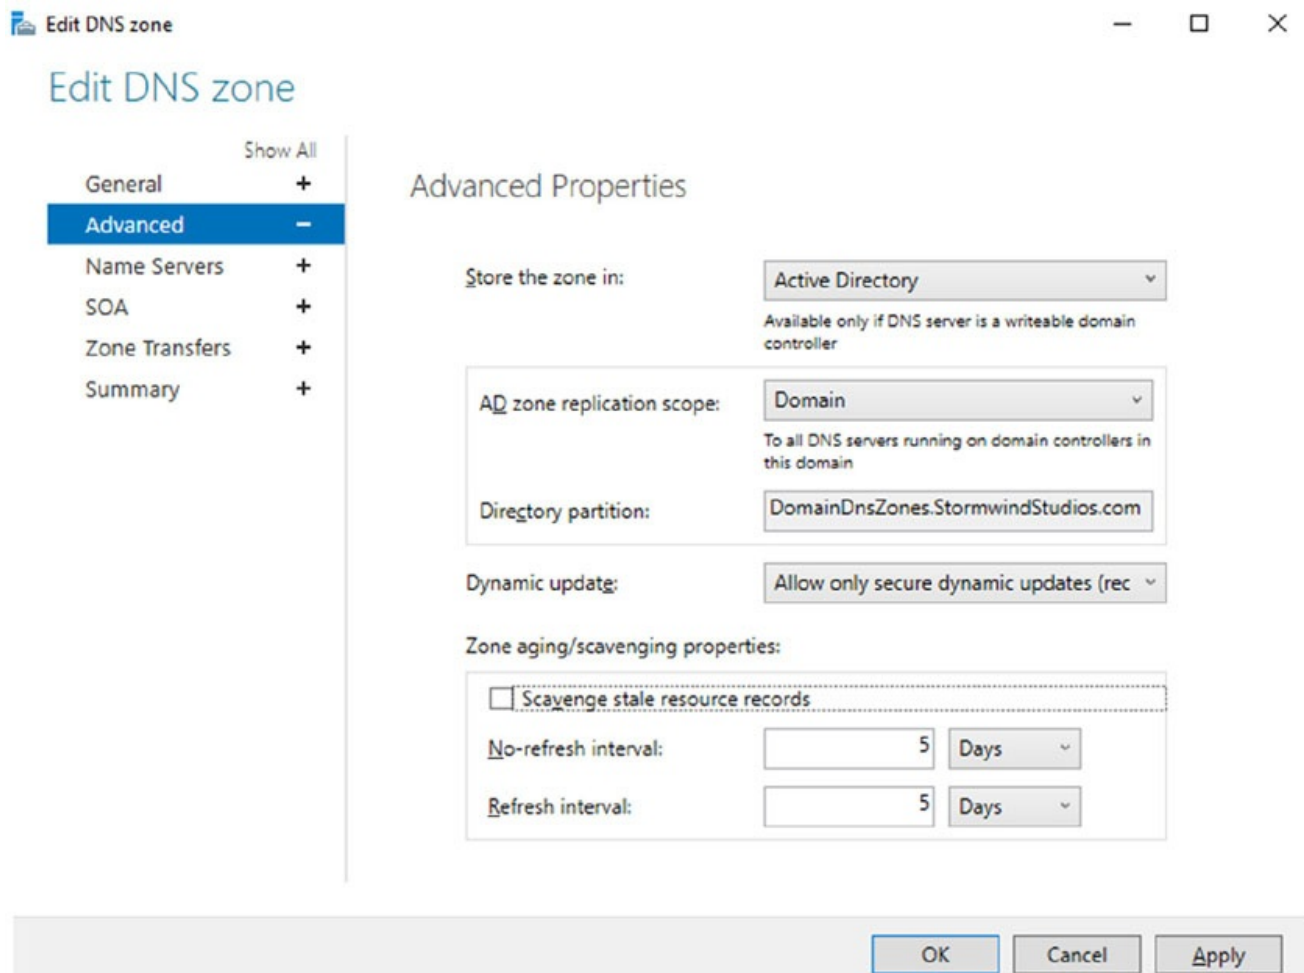 Edit DNS zone
Edit DNS zone
Show All
General +
Advanced −
Name Servers +
SOA +
Zone Transfers +
Summary +
Advanced Properties
Store the zone in: Active Directory
Available only if DNS server is a writeable domain
controller
AD zone replication scope: Domain
To all DNS servers running on domain controllers in
this domain
Directory partition: DomainDnsZones.StormwindStudios.com
Dynamic update: Allow only secure dynamic updates (rec
Zone aging/scavenging properties:
Scavenge stale resource records
No-refresh interval: 5 Days
Refresh interval: 5 Days
OK Cancel Apply